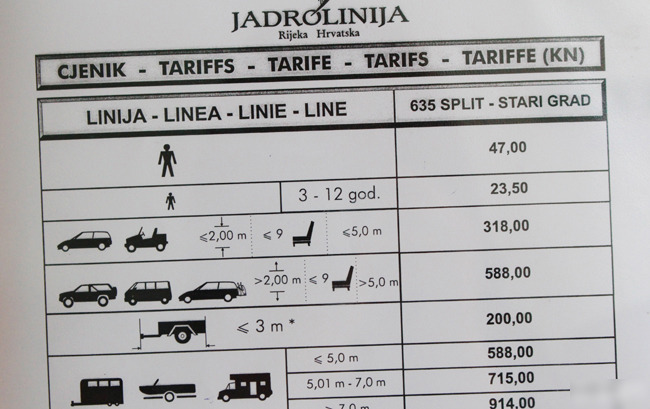 JADROLINIJA
Rijeka Hrvatska
CJENIK - TARIFFS - TARIFE - TARIFS - TARIFFE (KN)
LINIJA - LINEA - LINIE - LINE 635 SPLIT - STARI GRAD
47,00
3 - 12 god. 23,50
⩽2,00 m ⩽ 9 ⩽5,0 m 318,00
>2,00 m ⩽ 9 >5,0 m 588,00
⩽ 3 m * 200,00
⩽ 5,0 m 588,00
5,01 m - 7,0 m 715,00
> 7,0 m 914,00